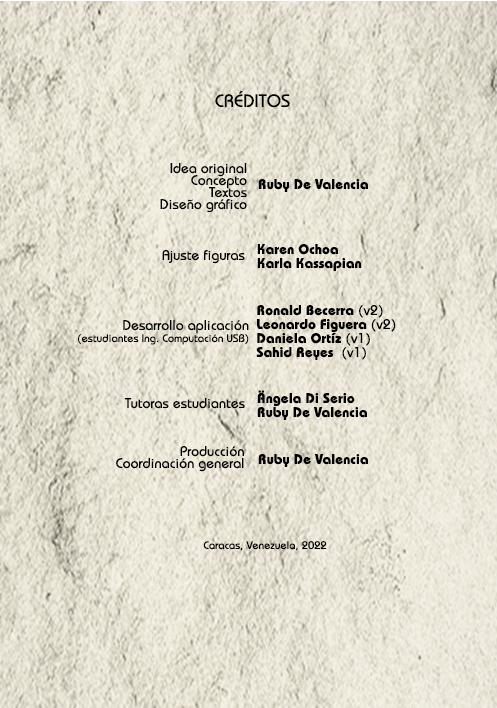 CRÉDITOS
Idea original
Concepto
Textos
Diseño gráfico
Ruby De Valencia
Ajuste figuras
Karen Ochoa
Karla Kassapian
Desarrollo aplicación
(estudiantes Ing. Computación USB)
Ronald Becerra (v2)
Leonardo Figuera (v2)
Daniela Ortíz (v1)
Sahid Reyes (v1)
Tutoras estudiantes
Ängela Di Serio
Ruby De Valencia
Producción
Coordinación general
Ruby De Valencia
Caracas, Venezuela, 2022